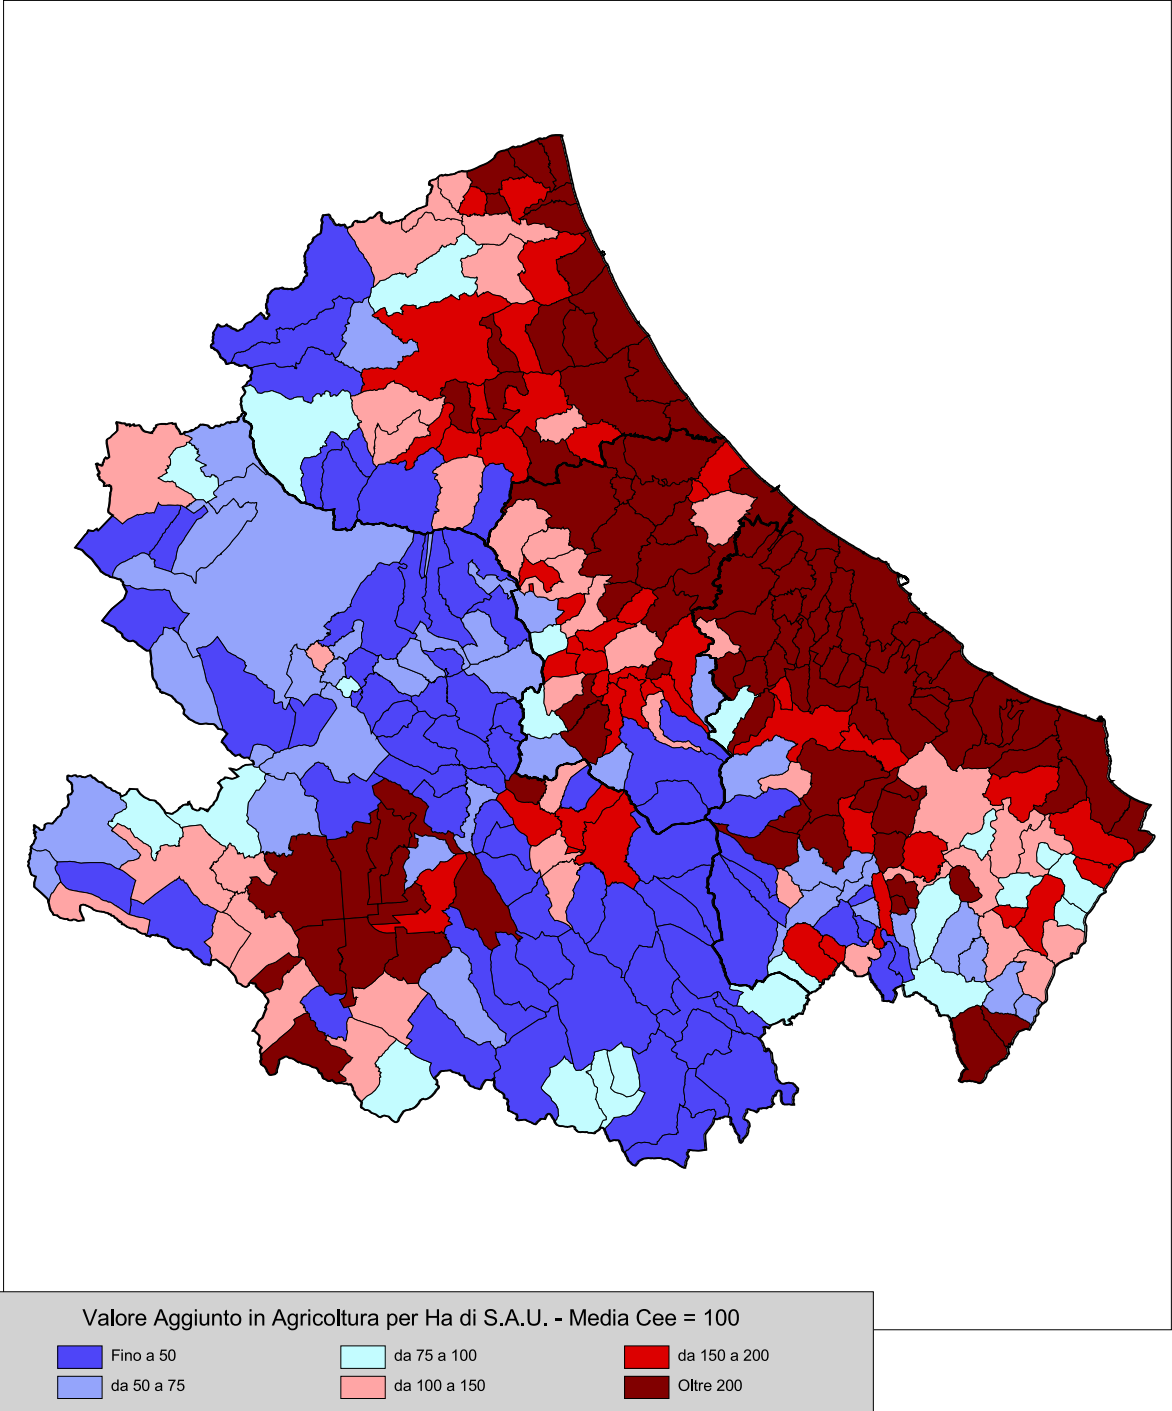 Valore Aggiunto in Agricoltura per Ha di S.A.U. - Media Cee = 100
Fino a 50
da 75 a 100
da 150 a 200
da 50 a 75
da 100 a 150
Oltre 200